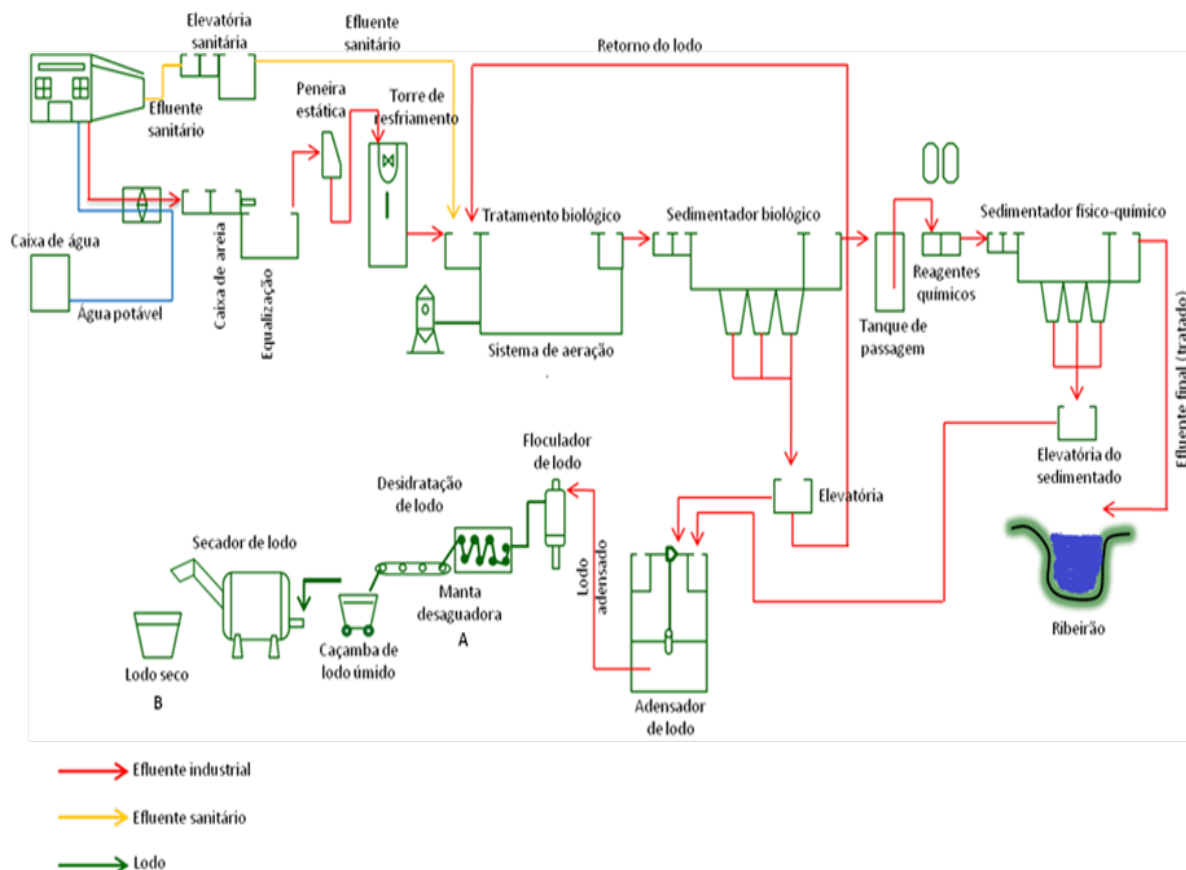 Elevatória
sanitária
Efluente
sanitário
Retorno do lodo
Peneira
estática
Torre de
resfriamento
Efluente
sanitário
Tratamento biológico
Sedimentador biológico
Sedimentador físico-químico
Caixa de água
Água potável
Caixa de areia
Equalização
Sistema de aeração
Tanque de
passagem
Reagentes
químicos
Efluente final (tratado)
Elevatória do
sedimentado
Elevatória
Floculador
de lodo
Desidratação
de lodo
Secador de lodo
Lodo
adensado
Manta
desaguadora
A
Caçamba de
lodo úmido
Lodo seco
B
Adensador
de lodo
Ribeirão
Efluente industrial
Efluente sanitário
Lodo